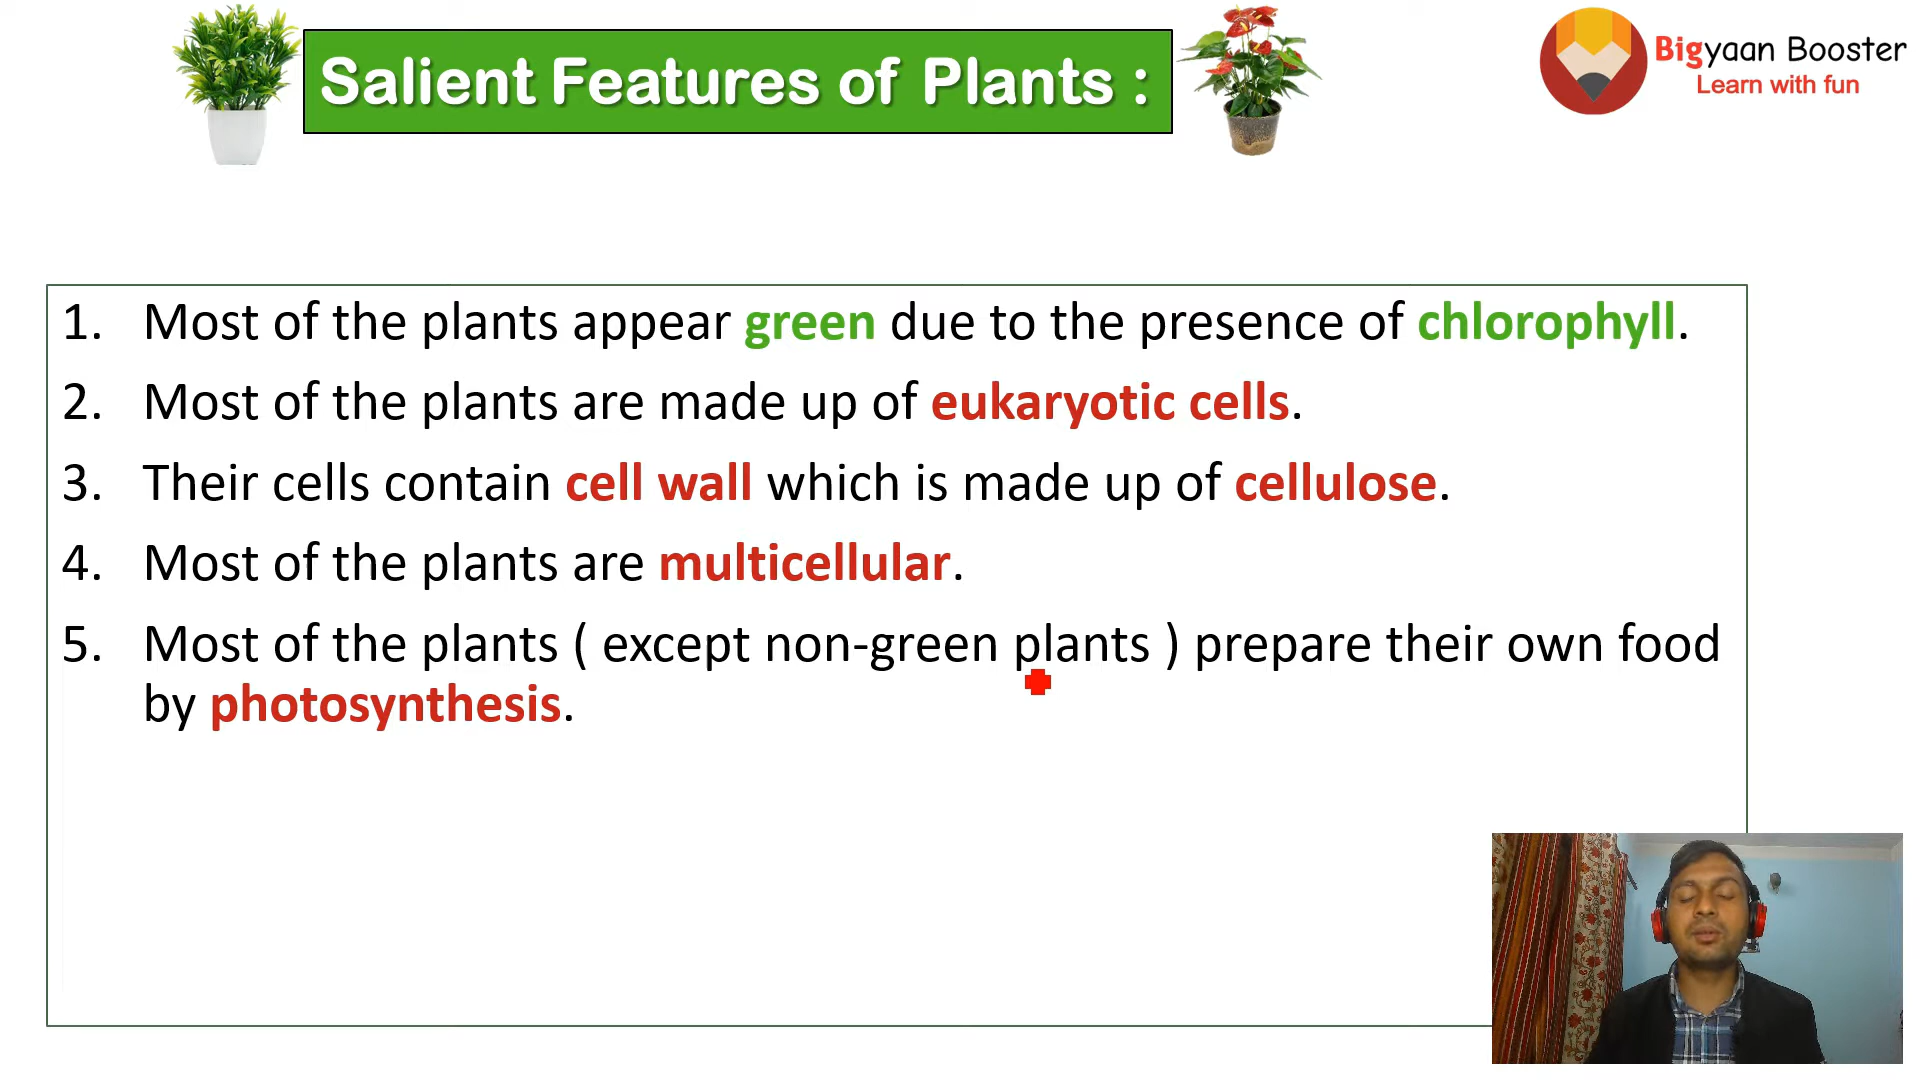 Salient Features of Plants :
Bigyaan Booster
Learn with fun
1. Most of the plants appear green due to the presence of chlorophyll.
2. Most of the plants are made up of eukaryotic cells.
3. Their cells contain cell wall which is made up of cellulose.
4. Most of the plants are multicellular.
5. Most of the plants ( except non-green plants ) prepare their own food
by photosynthesis.